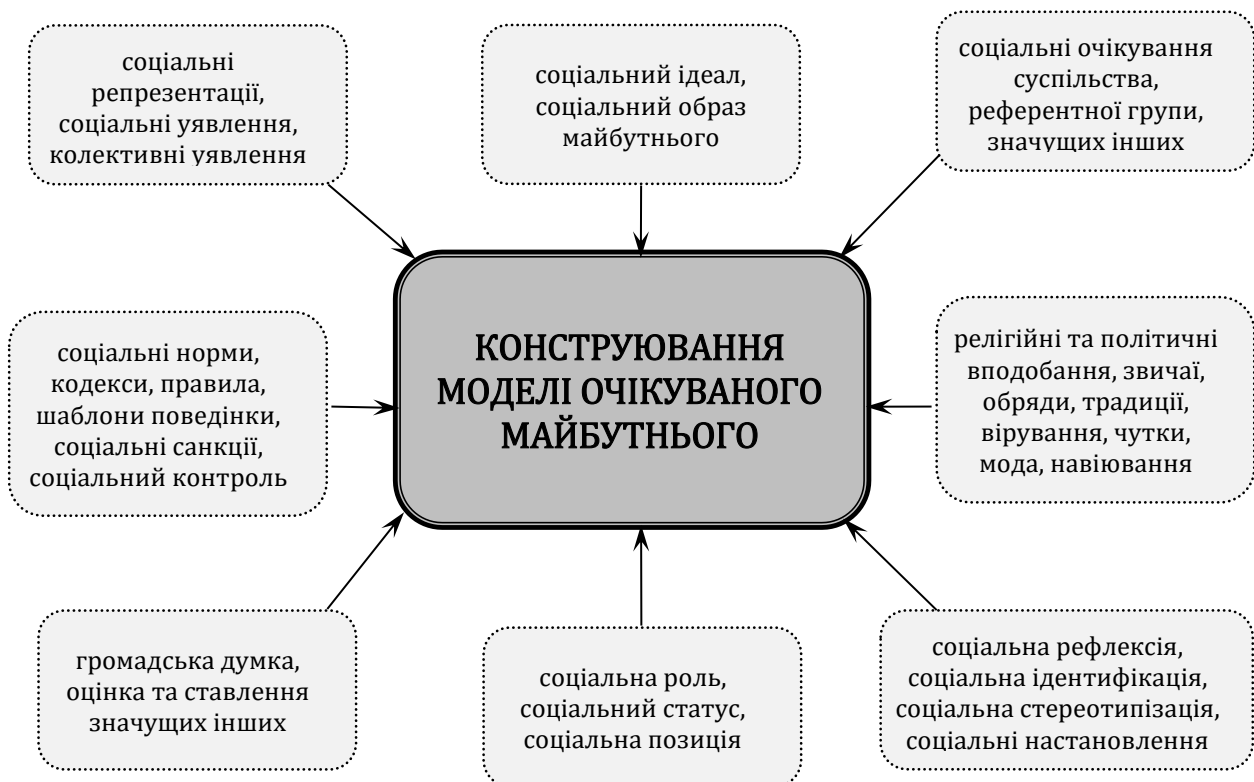 соціальні
репрезентації,
соціальні уявлення,
колективні уявлення
соціальний ідеал,
соціальний образ
майбутнього
соціальні очікування
суспільства,
референтної групи,
значущих інших
соціальні норми,
кодекси, правила,
шаблони поведінки,
соціальні санкції,
соціальний контроль
КОНСТРУЮВАННЯ
МОДЕЛІ ОЧІКУВАНОГО
МАЙБУТНЬОГО
релігійні та політичні
вподобання, звичаї,
обряди, традиції,
вірування, чутки,
мода, навіювання
громадська думка,
оцінка та ставлення
значущих інших
соціальна роль,
соціальний статус,
соціальна позиція
соціальна рефлексія,
соціальна ідентифікація,
соціальна стереотипізація,
соціальні настановлення